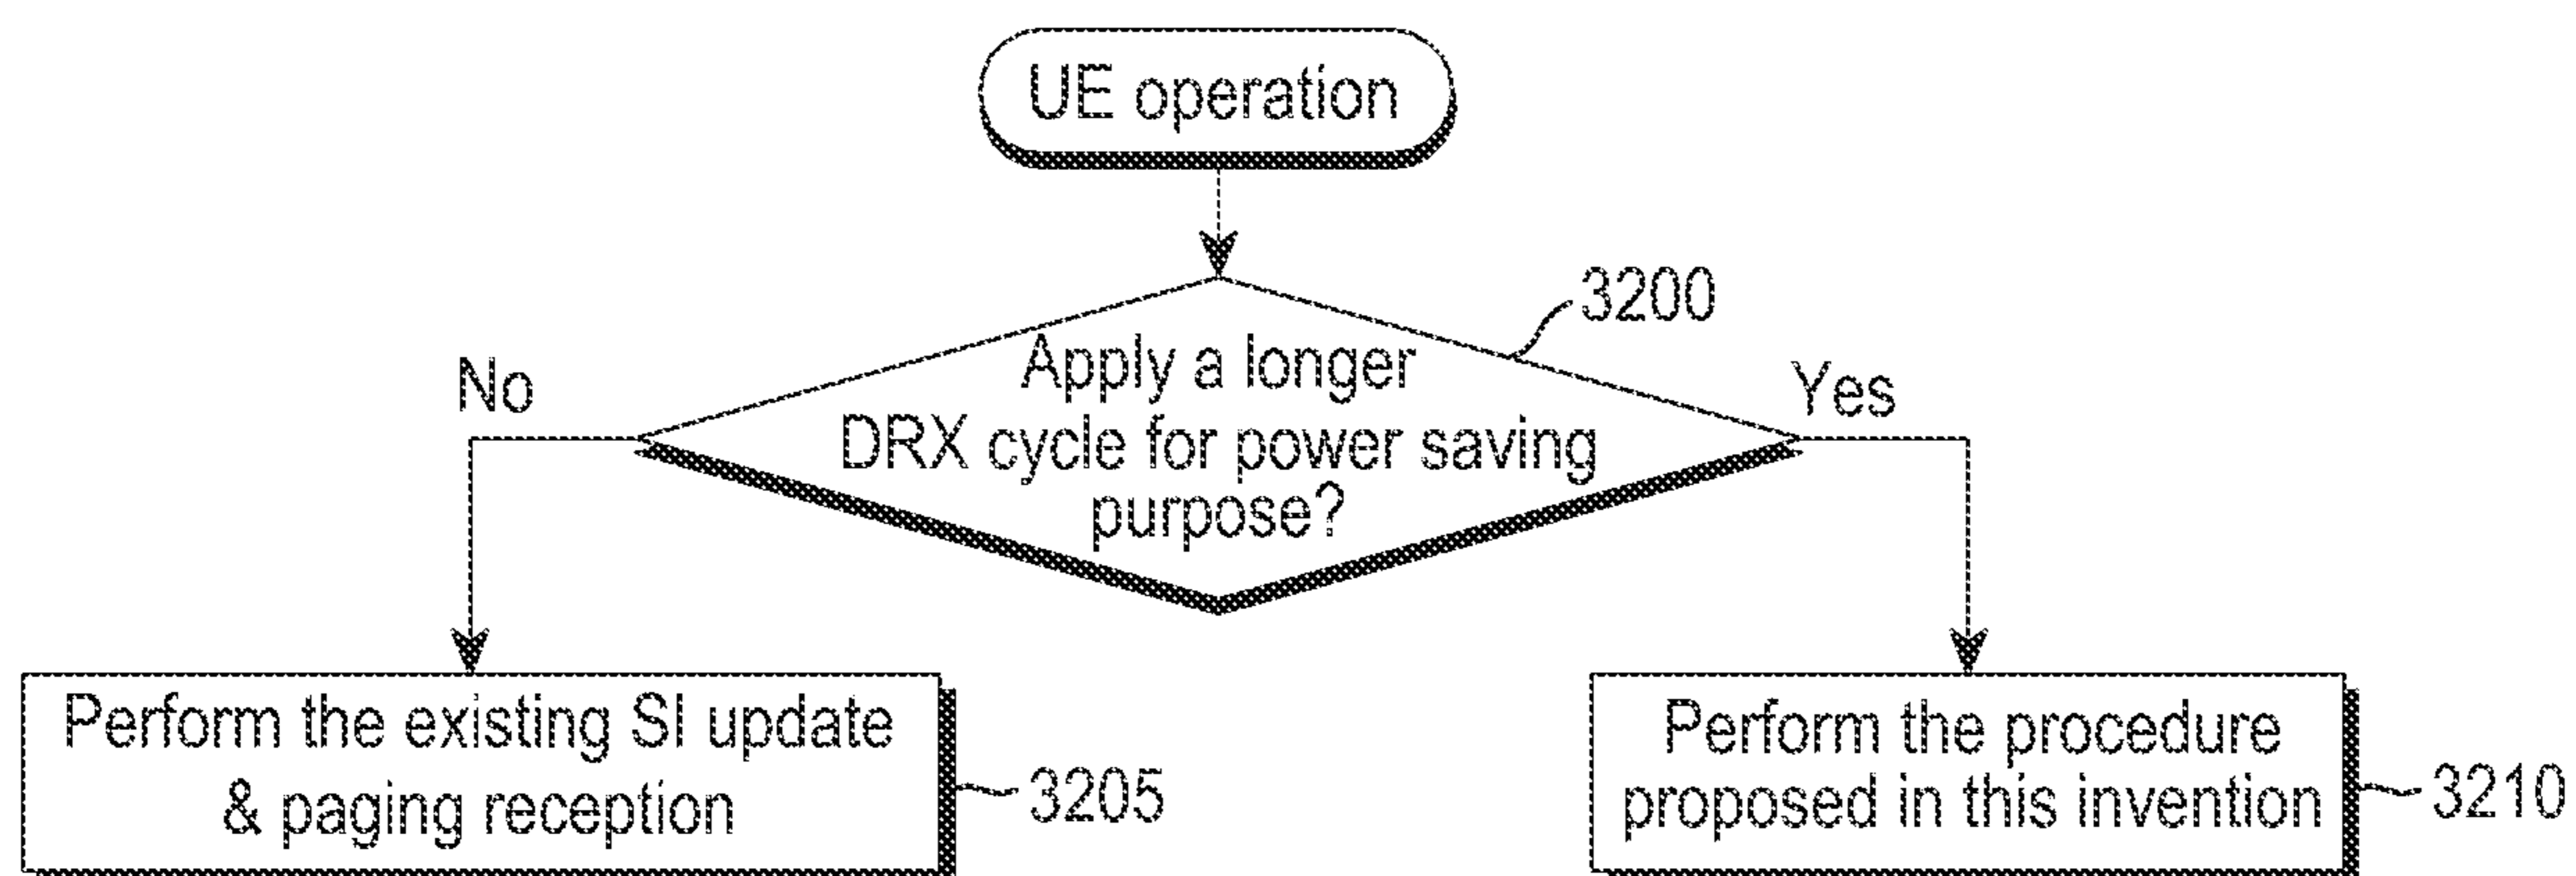 UE operation
3200
Apply a longer
DRX cycle for power saving
purpose?
No
Yes
Perform the existing SI update
& paging reception
3205
Perform the procedure
proposed in this invention
3210